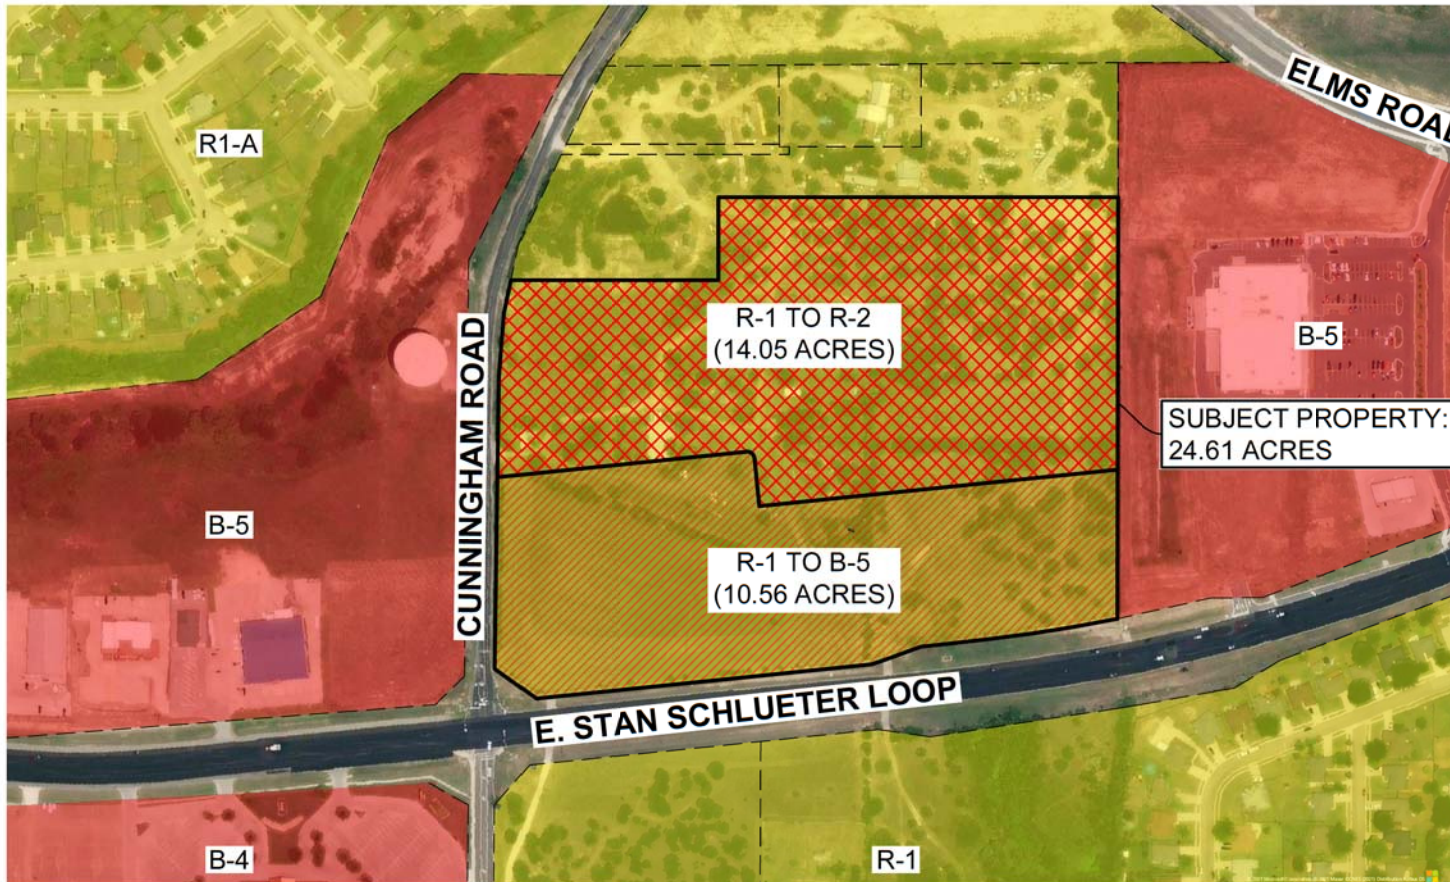 ELMS ROAD
R1-A
R-1 TO R-2
(14.05 ACRES)
B-5
CUNNINGHAM ROAD
SUBJECT PROPERTY:
24.61 ACRES
B-5
R-1 TO B-5
(10.56 ACRES)
E. STAN SCHLUETER LOOP
B-4
R-1